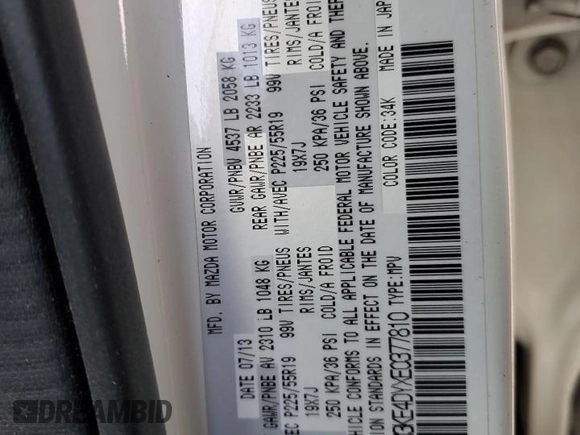 MFD. BY MAZDA MOTOR CORPORATION
DATE 07/13 GVWR/PNBV 4537 LB 2058 KG
GAWR/PNBE AV 2310 LB 1048 KG REAR GAWR/PNBE AR 2233 LB 1013 KG
P225/55R19 99V TIRES/PNEUS WITH/AVEC P225/55R19 99V TIRES/PNEUS
19X7J RIMS/JANTES 19X7J RIMS/JANTES
250 KPA/36 PSI COLD/A FROID 250 KPA/36 PSI COLD/A FROID
CONFORMS TO ALL APPLICABLE FEDERAL MOTOR VEHICLE SAFETY AND
IN EFFECT ON THE DATE OF MANUFACTURE SHOWN ABOVE.
TYPE:MPV COLOR CODE:34K MADE IN
DREAMBID